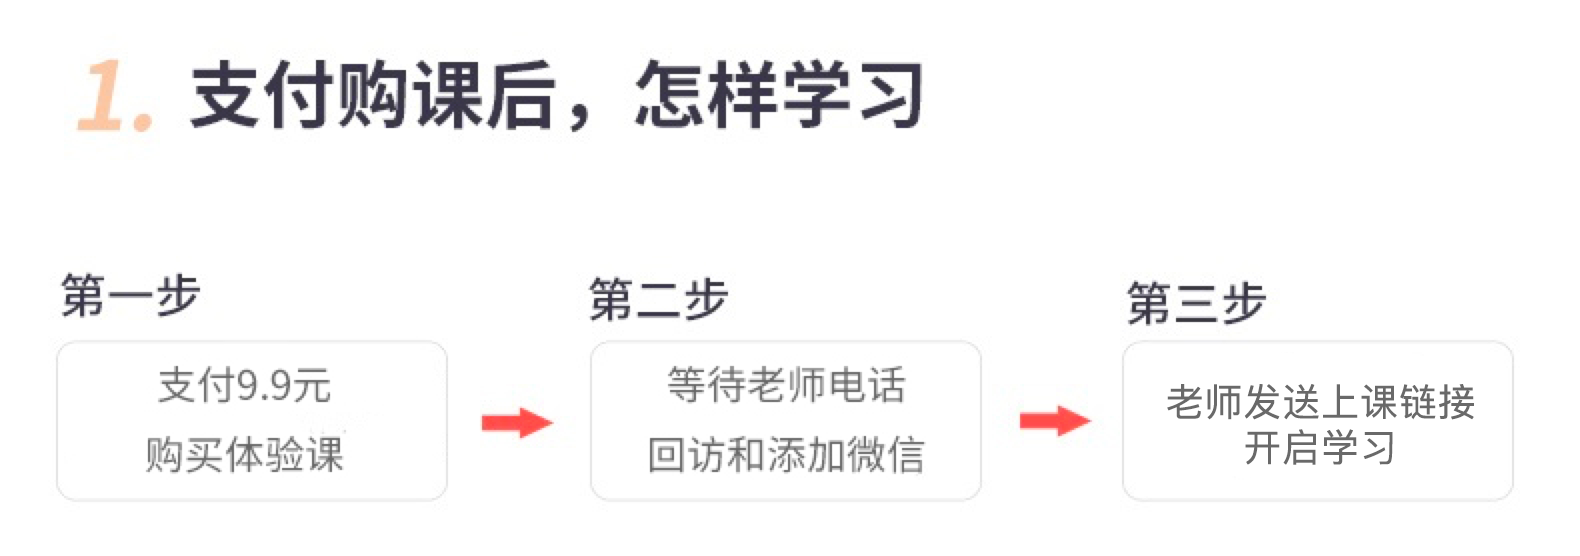 1. 支付购课后，怎样学习
第一步
支付9.9元
购买体验课
第二步
等待老师电话
回访和添加微信
第三步
老师发送上课链接
开启学习